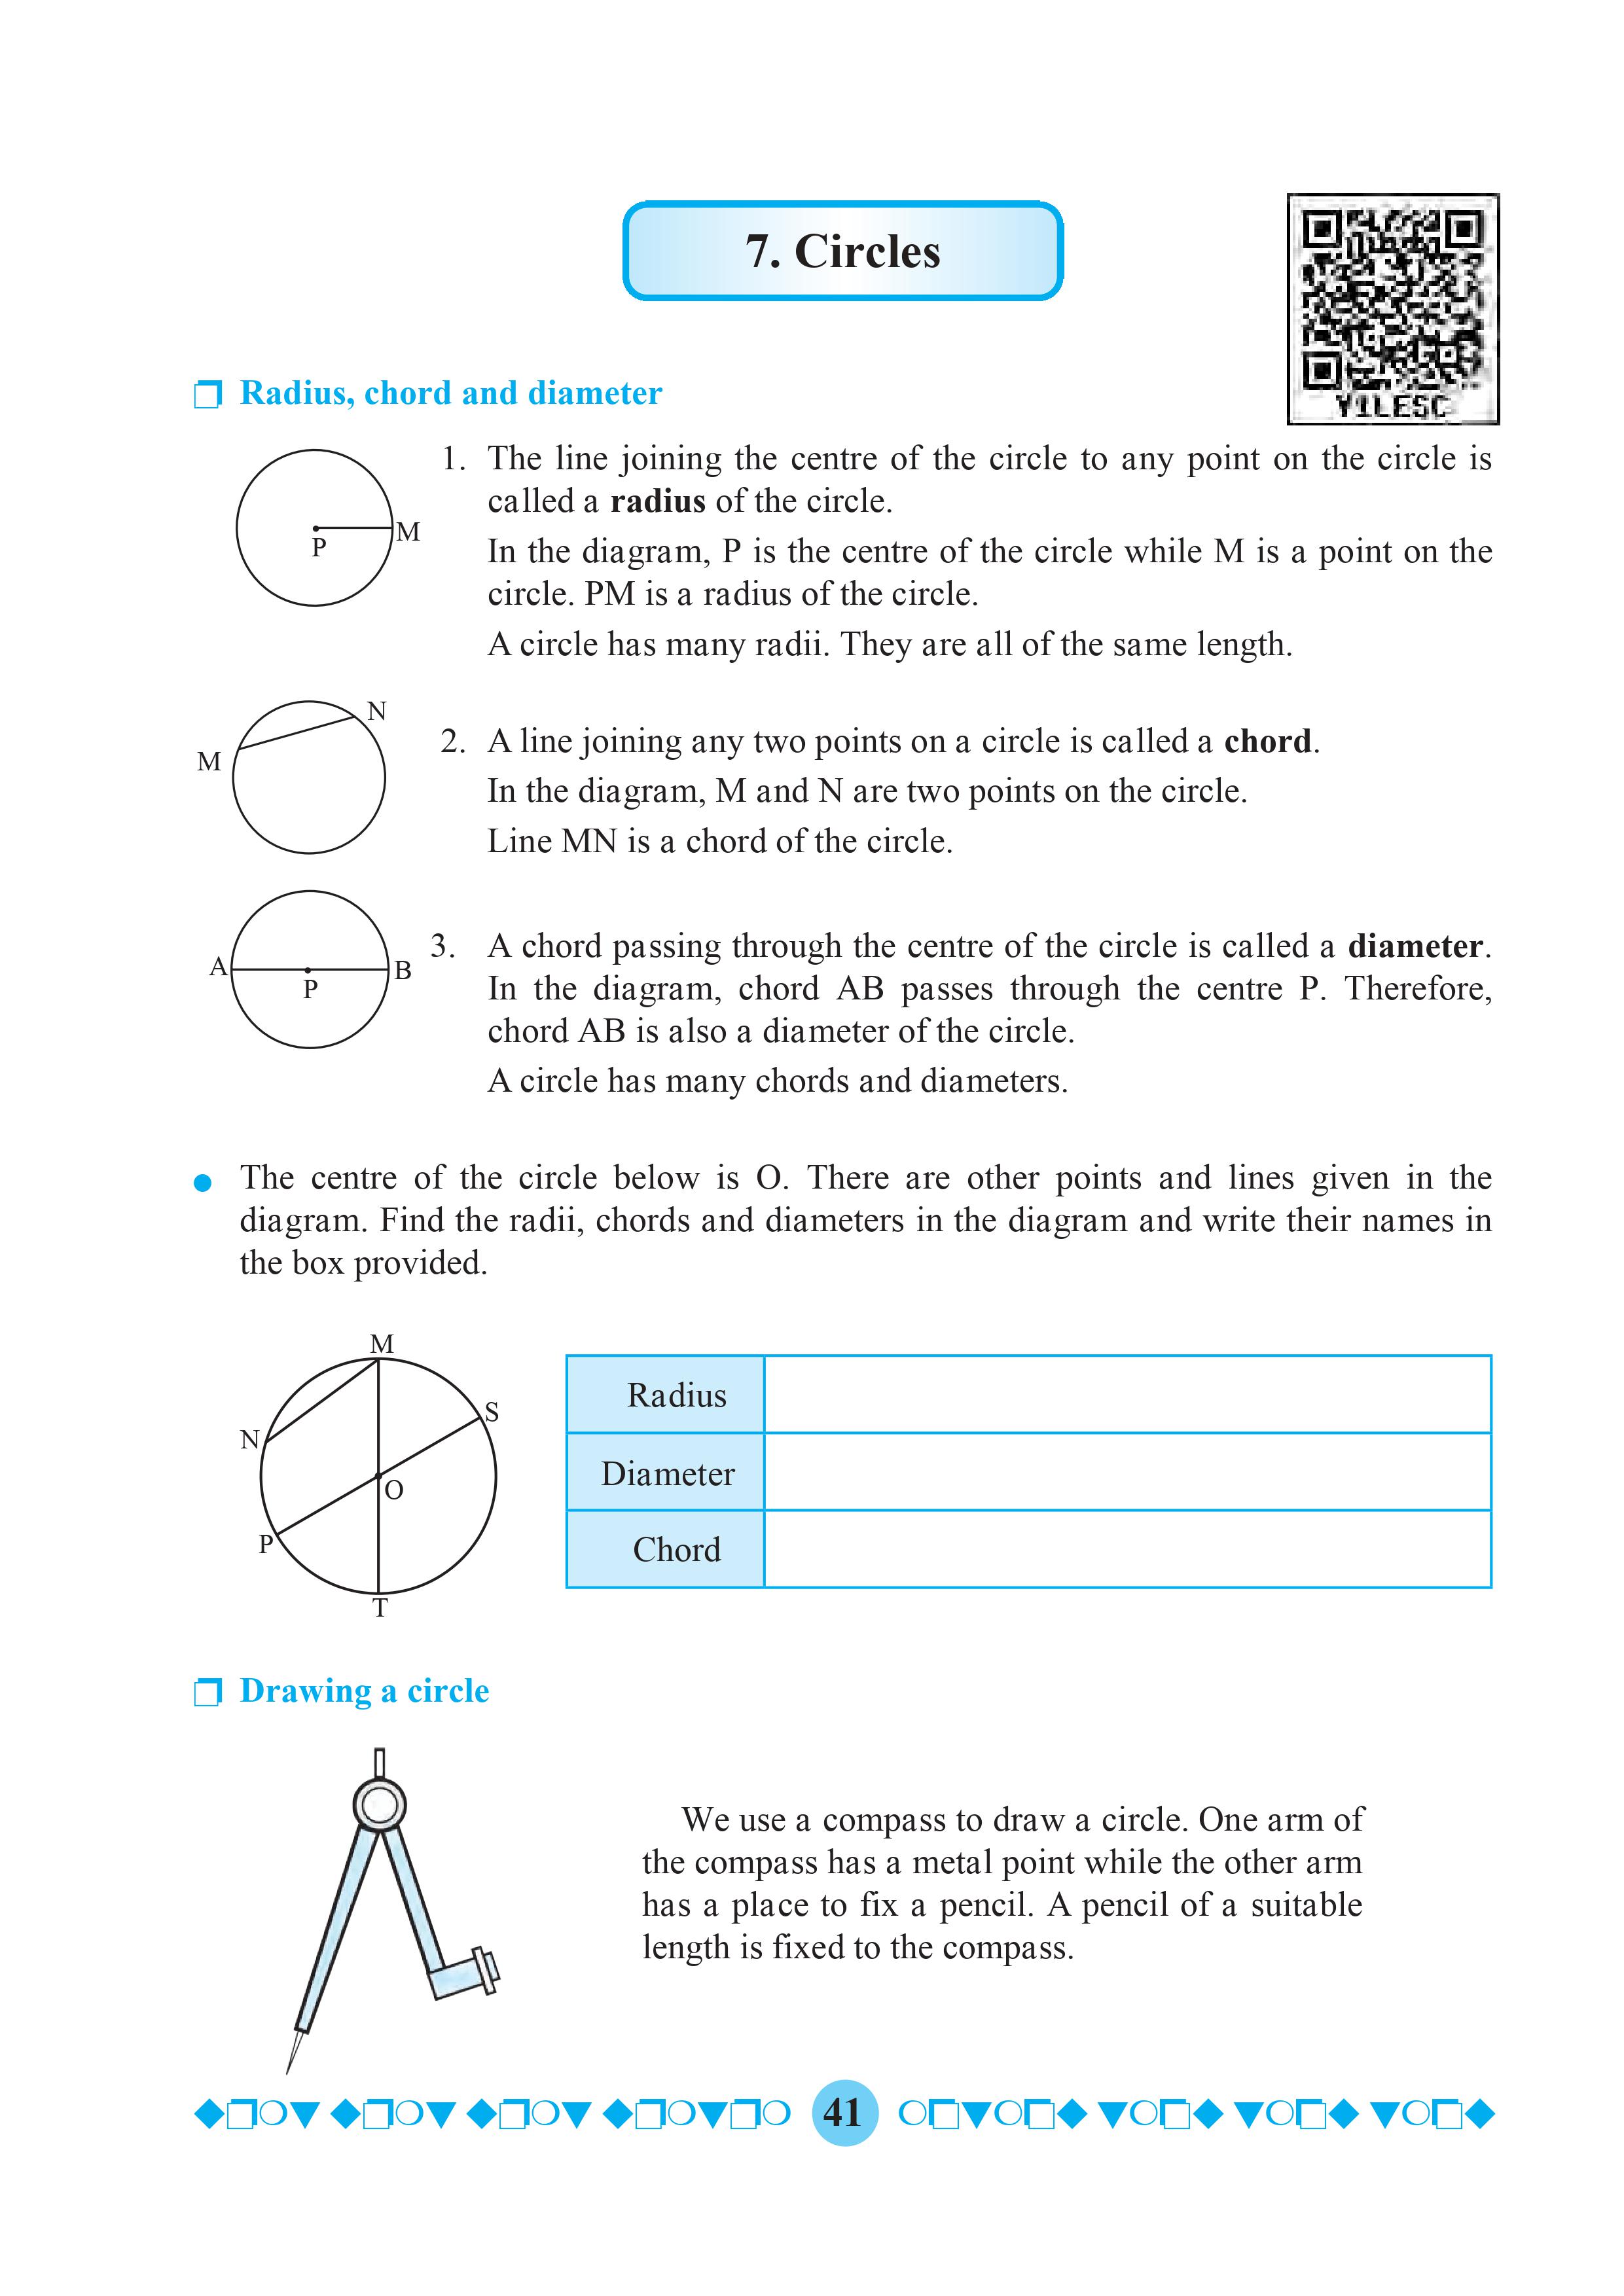 7. Circles
Y1LESC
Radius, chord and diameter
P
M
1. The line joining the centre of the circle to any point on the circle is
called a radius of the circle.
In the diagram, P is the centre of the circle while M is a point on the
circle. PM is a radius of the circle.
A circle has many radii. They are all of the same length.
M
N
2. A line joining any two points on a circle is called a chord.
In the diagram, M and N are two points on the circle.
Line MN is a chord of the circle.
A
P
B
3. A chord passing through the centre of the circle is called a diameter.
In the diagram, chord AB passes through the centre P. Therefore,
chord AB is also a diameter of the circle.
A circle has many chords and diameters.
The centre of the circle below is O. There are other points and lines given in the
diagram. Find the radii, chords and diameters in the diagram and write their names in
the box provided.
M
S
N
O
P
T
Radius
Diameter
Chord
Drawing a circle
We use a compass to draw a circle. One arm of
the compass has a metal point while the other arm
has a place to fix a pencil. A pencil of a suitable
length is fixed to the compass.
41